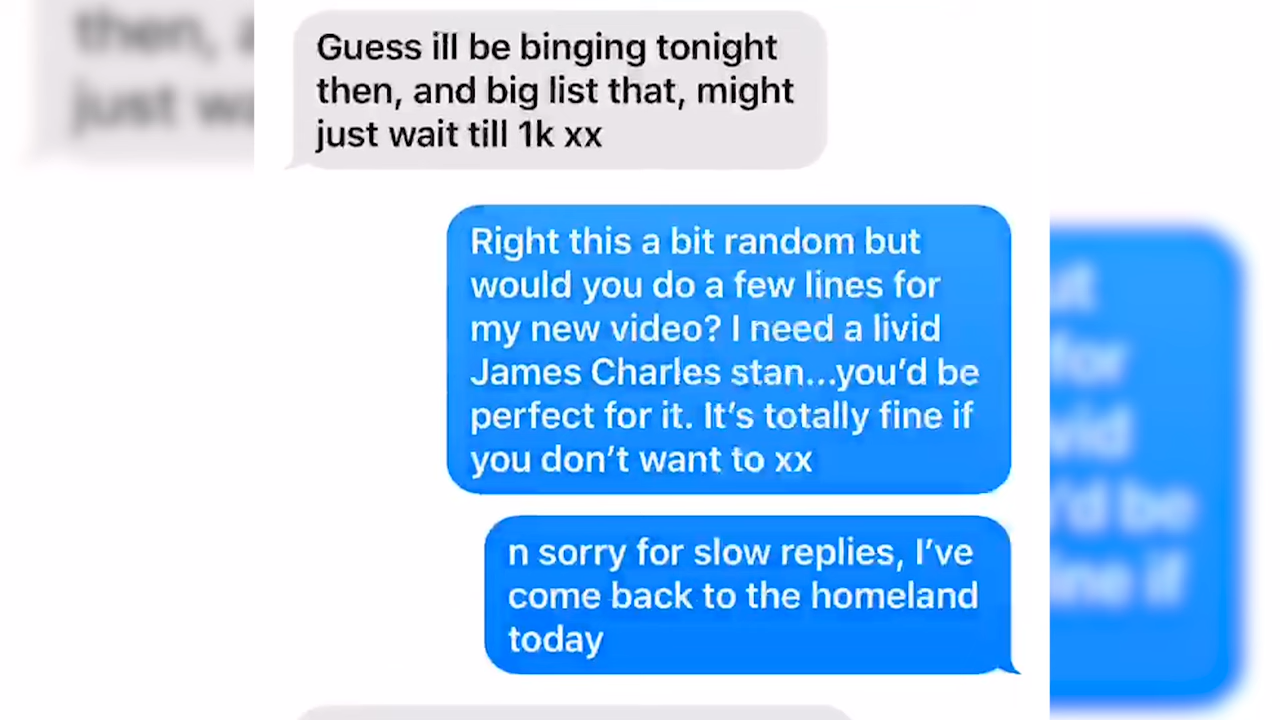 Guess ill be binging tonight
then, and big list that, might
just wait till 1k xx
Right this a bit random but
would you do a few lines for
my new video? I need a livid
James Charles stan...you'd be
perfect for it. It's totally fine if
you don't want to xx
n sorry for slow replies, I've
come back to the homeland
today